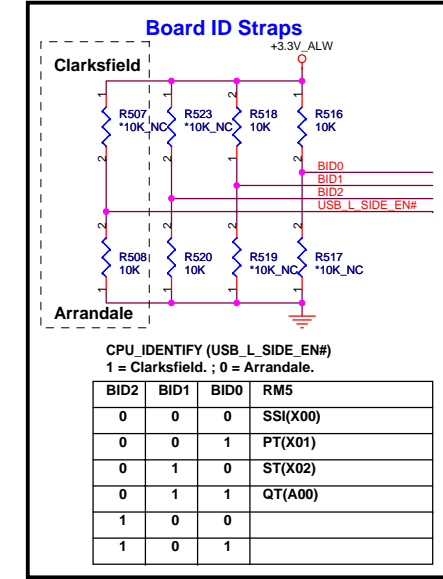 Board ID Straps
+3.3V_ALW
Clarksfield
1 1 2 1
R507 R523 R518 R516
*10K_NC *10K_NC 10K 10K
2 2 1 2
BID0
BID1
BID2
USB_L_SIDE_EN#
2 2 2 2
R508 R520 R519 R517
10K 10K *10K_NC *10K_NC
1 1 1 1
Arrandale
CPU_IDENTIFY (USB_L_SIDE_EN#)
1 = Clarksfield. ; 0 = Arrandale.
BID2 BID1 BID0 RM5
0 0 0 SSI(X00)
0 0 1 PT(X01)
0 1 0 ST(X02)
0 1 1 QT(A00)
1 0 0
1 0 1